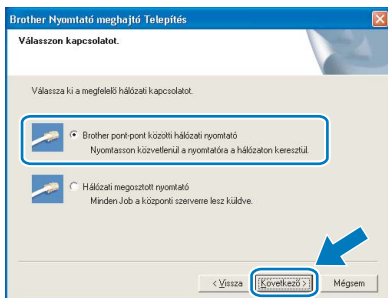 Brother Nyomtató meghajtó Telepítés
Válasszon kapcsolatot.
Válassza ki a megfelelő hálózati kapcsolatot.
Brother pont-pont közötti hálózati nyomtató
Nyomtasson közvetlenül a nyomtatóra a hálózaton keresztül.
Hálózati megosztott nyomtató
Minden Job a központi szerverre lesz küldve.
< Vissza Következő > Mégsem